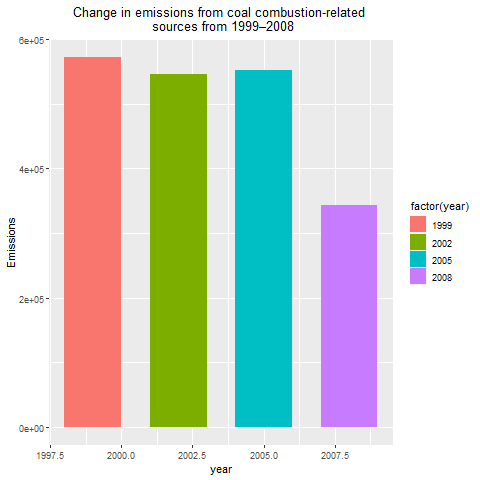 Change in emissions from coal combustion-related
sources from 1999–2008
6e+05
4e+05
2e+05
0e+00
Emissions
1997.5 2000.0 2002.5 2005.0 2007.5
year
factor(year)
1999
2002
2005
2008